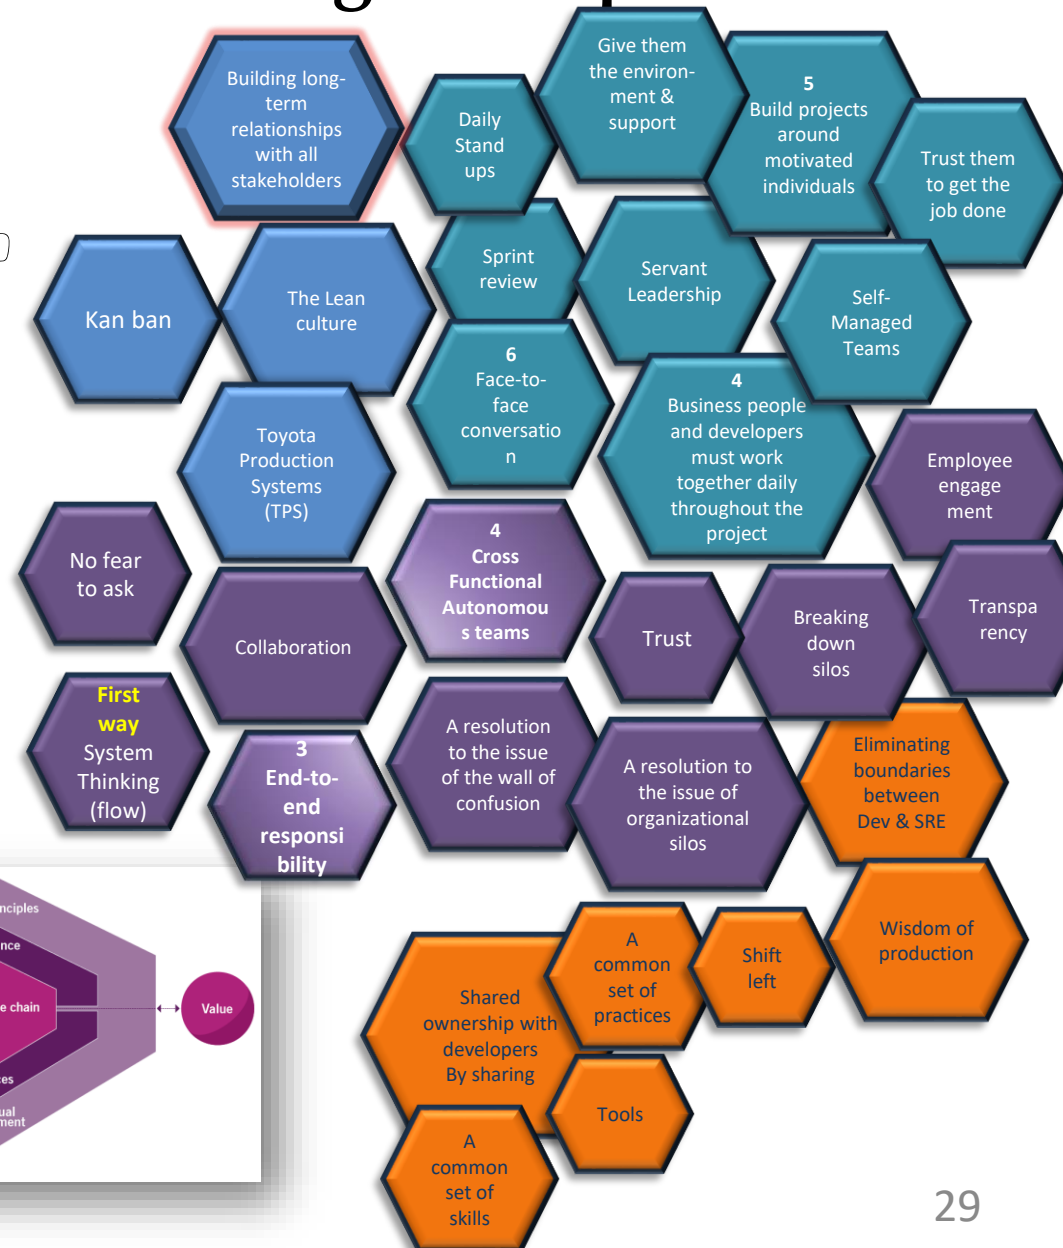 Building long-
term
relationships
with all
stakeholders
Daily
Stand
ups
Give them
the environ-
ment &
support
5
Build projects
around
motivated
individuals
Trust them
to get the
job done
Kan ban
The Lean
culture
Sprint
review
Servant
Leadership
Self-
Managed
Teams
Toyota
Production
Systems
(TPS)
6
Face-to-
face
conversatio
n
4
Business people
and developers
must work
together daily
throughout the
project
Employee
engage
ment
No fear
to ask
Collaboration
4
Cross
Functional
Autonomou
s teams
Trust
Breaking
down
silos
Transpa
rency
First
way
System
Thinking
(flow)
3
End-to-
end
responsi
bility
A resolution
to the issue
of the wall of
confusion
A resolution to
the issue of
organizational
silos
Eliminating
boundaries
between
Dev & SRE
Wisdom of
production
Shared
ownership with
developers
By sharing
A
common
set of
practices
Shift
left
Tools
A
common
set of
skills
nciples
nce
e chain
ces
ual
ment
Value
29